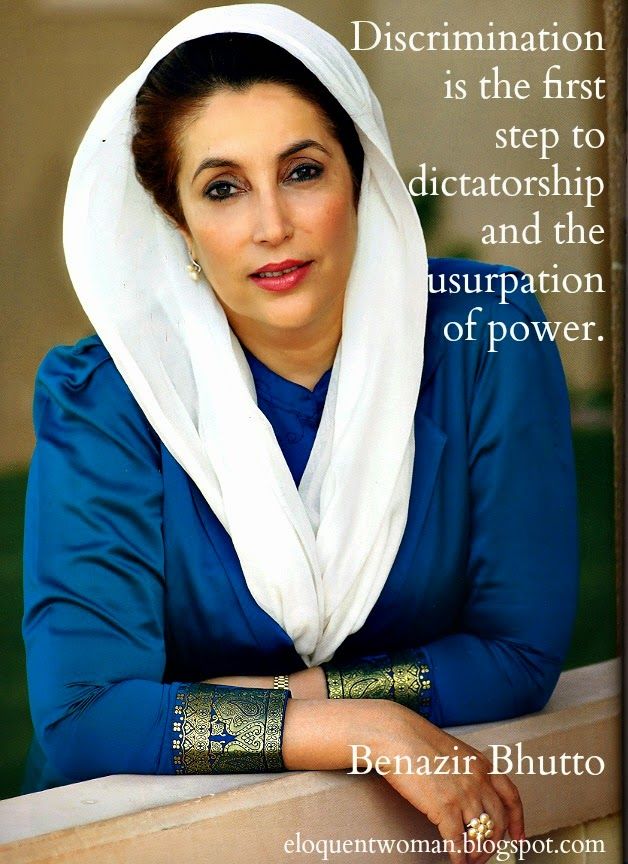 Discrimination
is the first
step to
dictatorship
and the
usurpation
of power.
Benazir Bhutto
eloquentwoman.blogspot.com